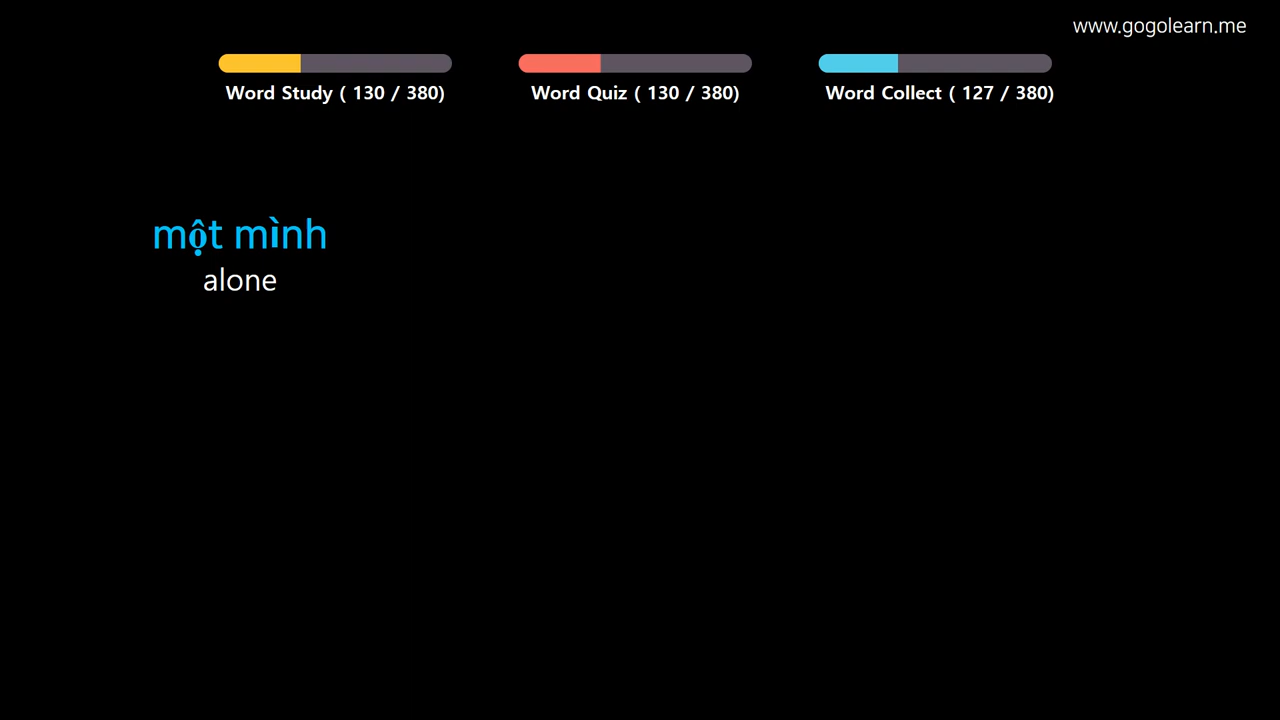 www.gogolearn.me
Word Study ( 130 / 380)
Word Quiz ( 130 / 380)
Word Collect ( 127 / 380)
một mình
alone